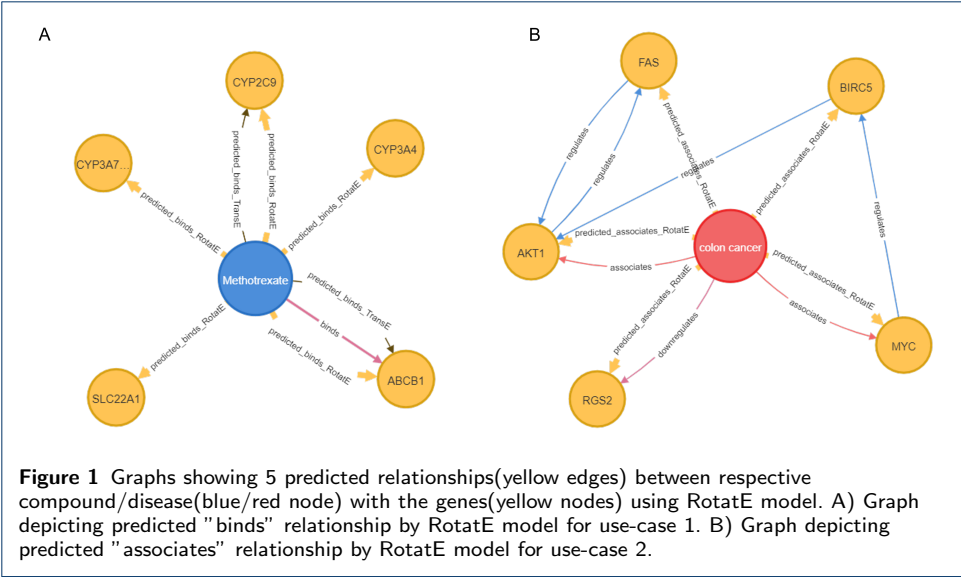 A
B
CYP2C9
FAS
BIRC5
CYP3A7...
CYP3A4
predicted_binds_TransE
predicted_binds_RotatE
predicted_binds_RotatE
predicted_binds_RotatE
Methotrexate
predicted_binds_RotatE
predicted_binds_TransE
binds
predicted_binds_RotatE
SLC22A1
ABCB1
regulates
regulates
predicted_associates_RotatE
predicted_associates_RotatE
regulates
AKT1
predicted_associates_RotatE
colon cancer
associates
predicted_associates_RotatE
predicted_associates_RotatE
associates
regulates
downregulates
MYC
RGS2
Figure 1 Graphs showing 5 predicted relationships(yellow edges) between respective
compound/disease(blue/red node) with the genes(yellow nodes) using RotatE model. A) Graph
depicting predicted "binds" relationship by RotatE model for use-case 1. B) Graph depicting
predicted "associates" relationship by RotatE model for use-case 2.